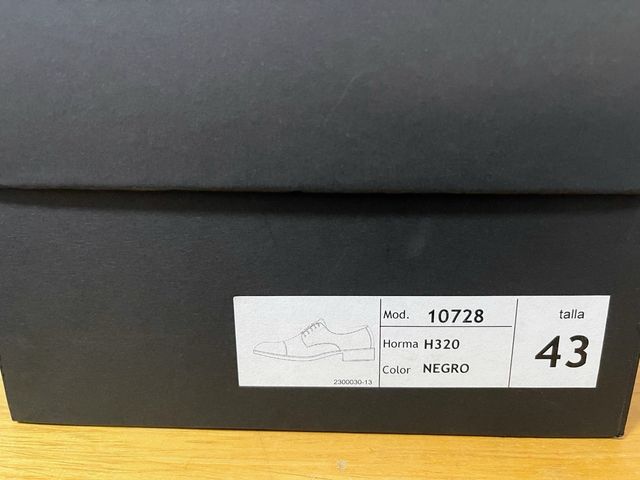 Mod. 10728
Horma H320
Color NEGRO
talla
43
2300030-13